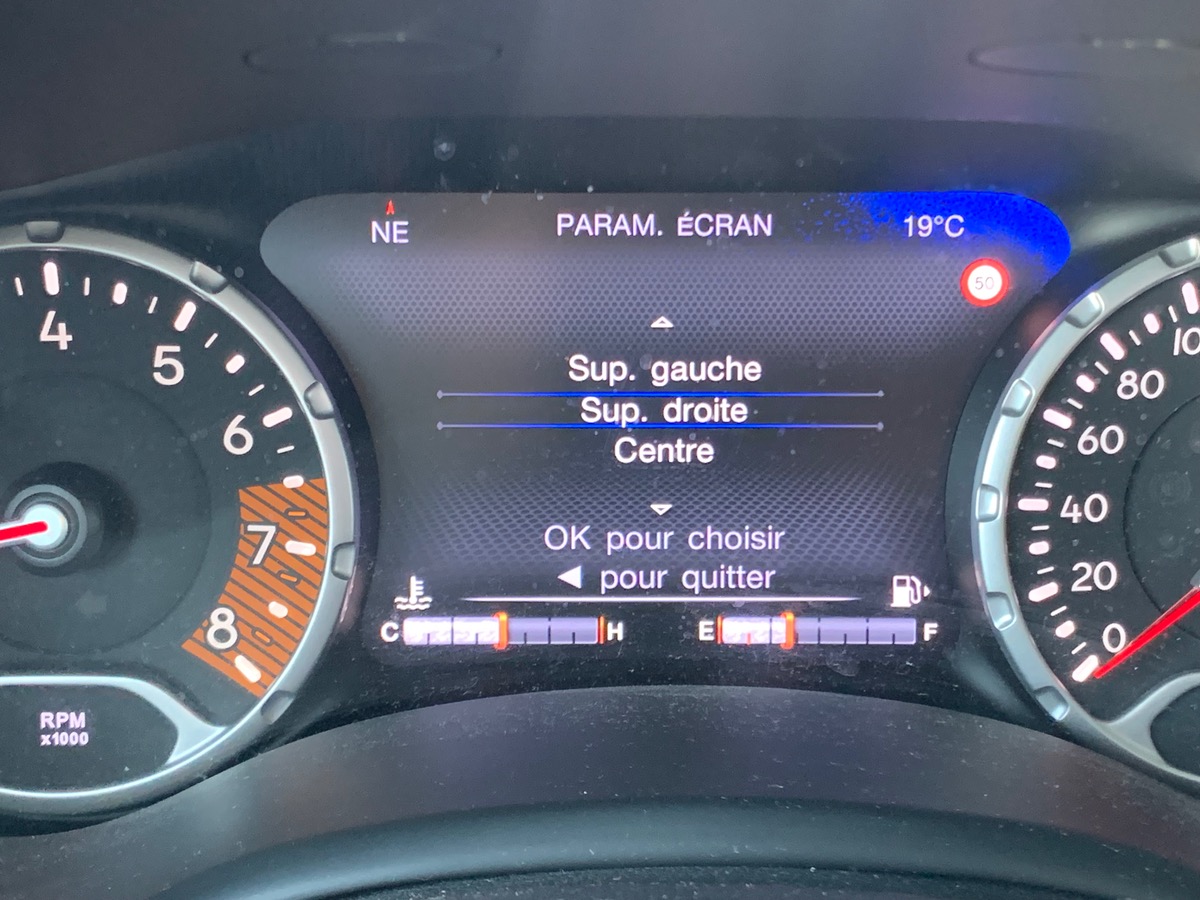 NE PARAM. ÉCRAN 19°C
50
Sup. gauche
Sup. droite
Centre
OK pour choisir
◀ pour quitter
C H E F
4
5
6
7
8
RPM
x1000
80
60
40
20
0